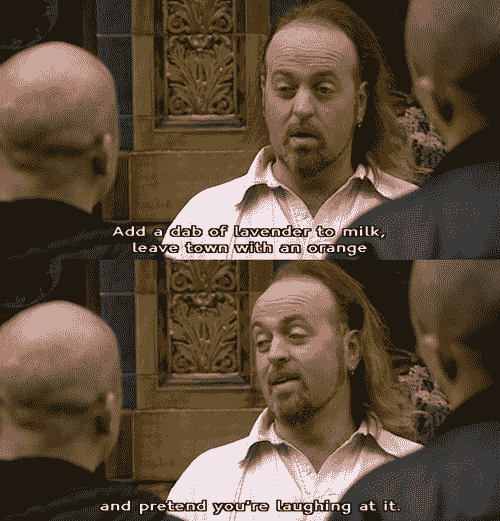 Add a dab of lavender to milk,
leave town with an orange
and pretend you're laughing at it.